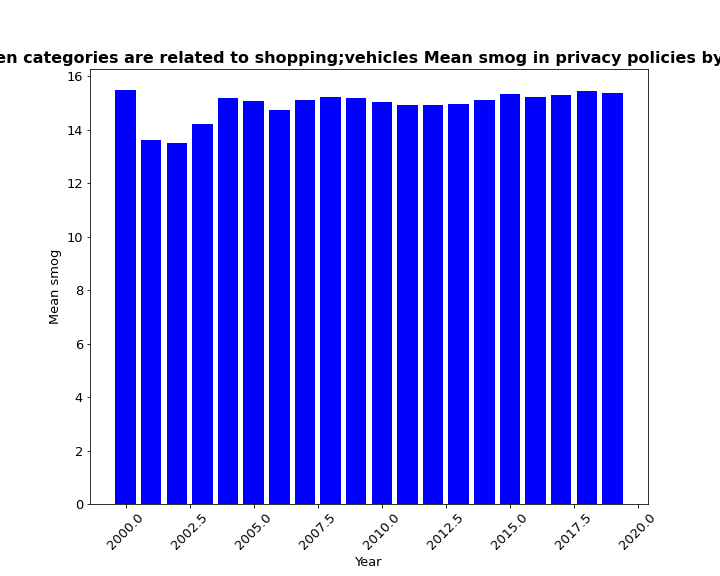 en categories are related to shopping;vehicles Mean smog in privacy policies by
16
14
12
10
8
6
4
2
0
Mean smog
2000.0 2002.5 2005.0 2007.5 2010.0 2012.5 2015.0 2017.5 2020.0
Year